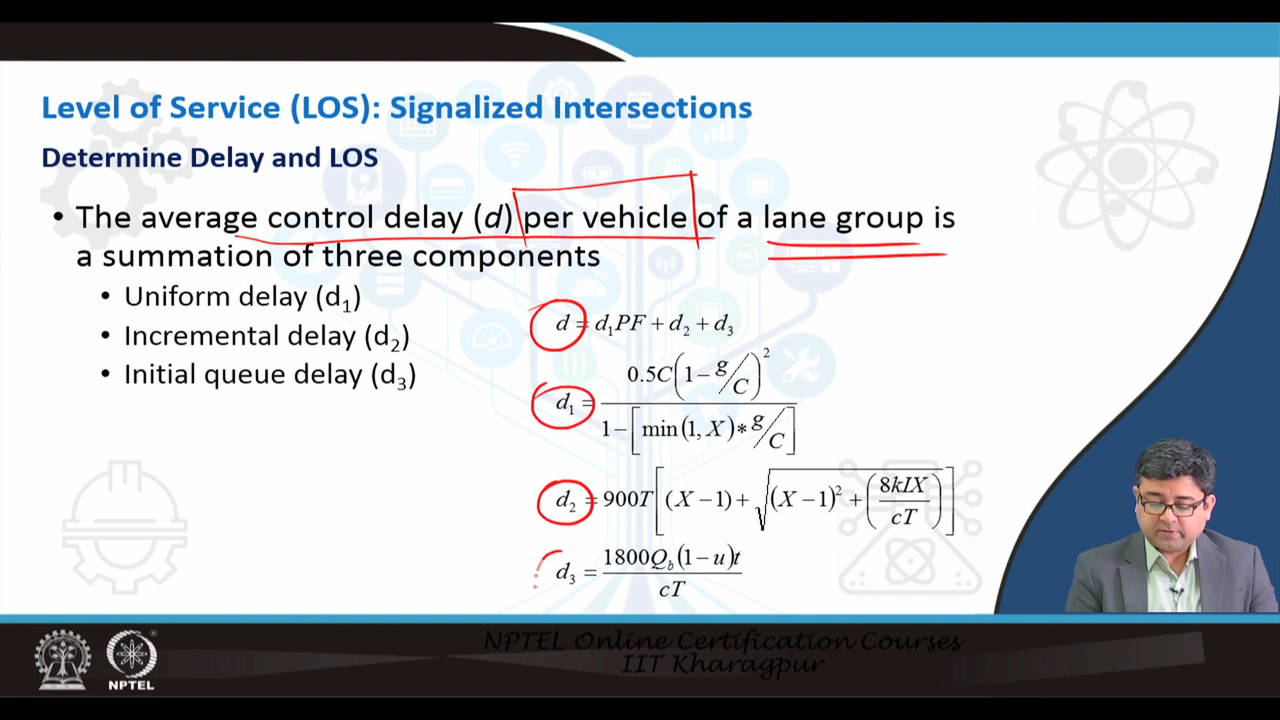 Level of Service (LOS): Signalized Intersections
Determine Delay and LOS
• The average control delay (d) per vehicle of a lane group is
a summation of three components
• Uniform delay (d₁)
• Incremental delay (d₂)
• Initial queue delay (d₃)
d = d₁PF + d₂ + d₃
d₁ = 0.5C(1 − g/C)² / 1 − [min(1, X) * g/C]
d₂ = 900T[(X − 1) + √((X − 1)² + (8kIX / cT))]
d₃ = 1800Q_b(1 − u)t / cT
NPTEL Online Certification Courses
IIT Kharagpur
NPTEL